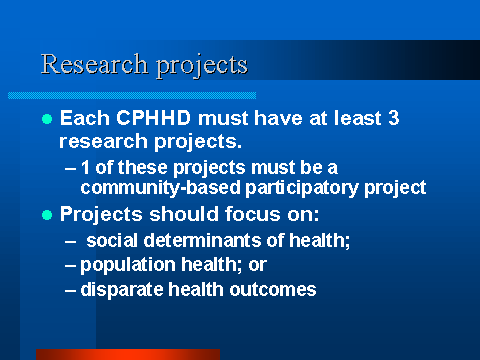 Research projects
Each CPHHD must have at least 3
research projects.
– 1 of these projects must be a
community-based participatory project
Projects should focus on:
– social determinants of health;
– population health; or
– disparate health outcomes